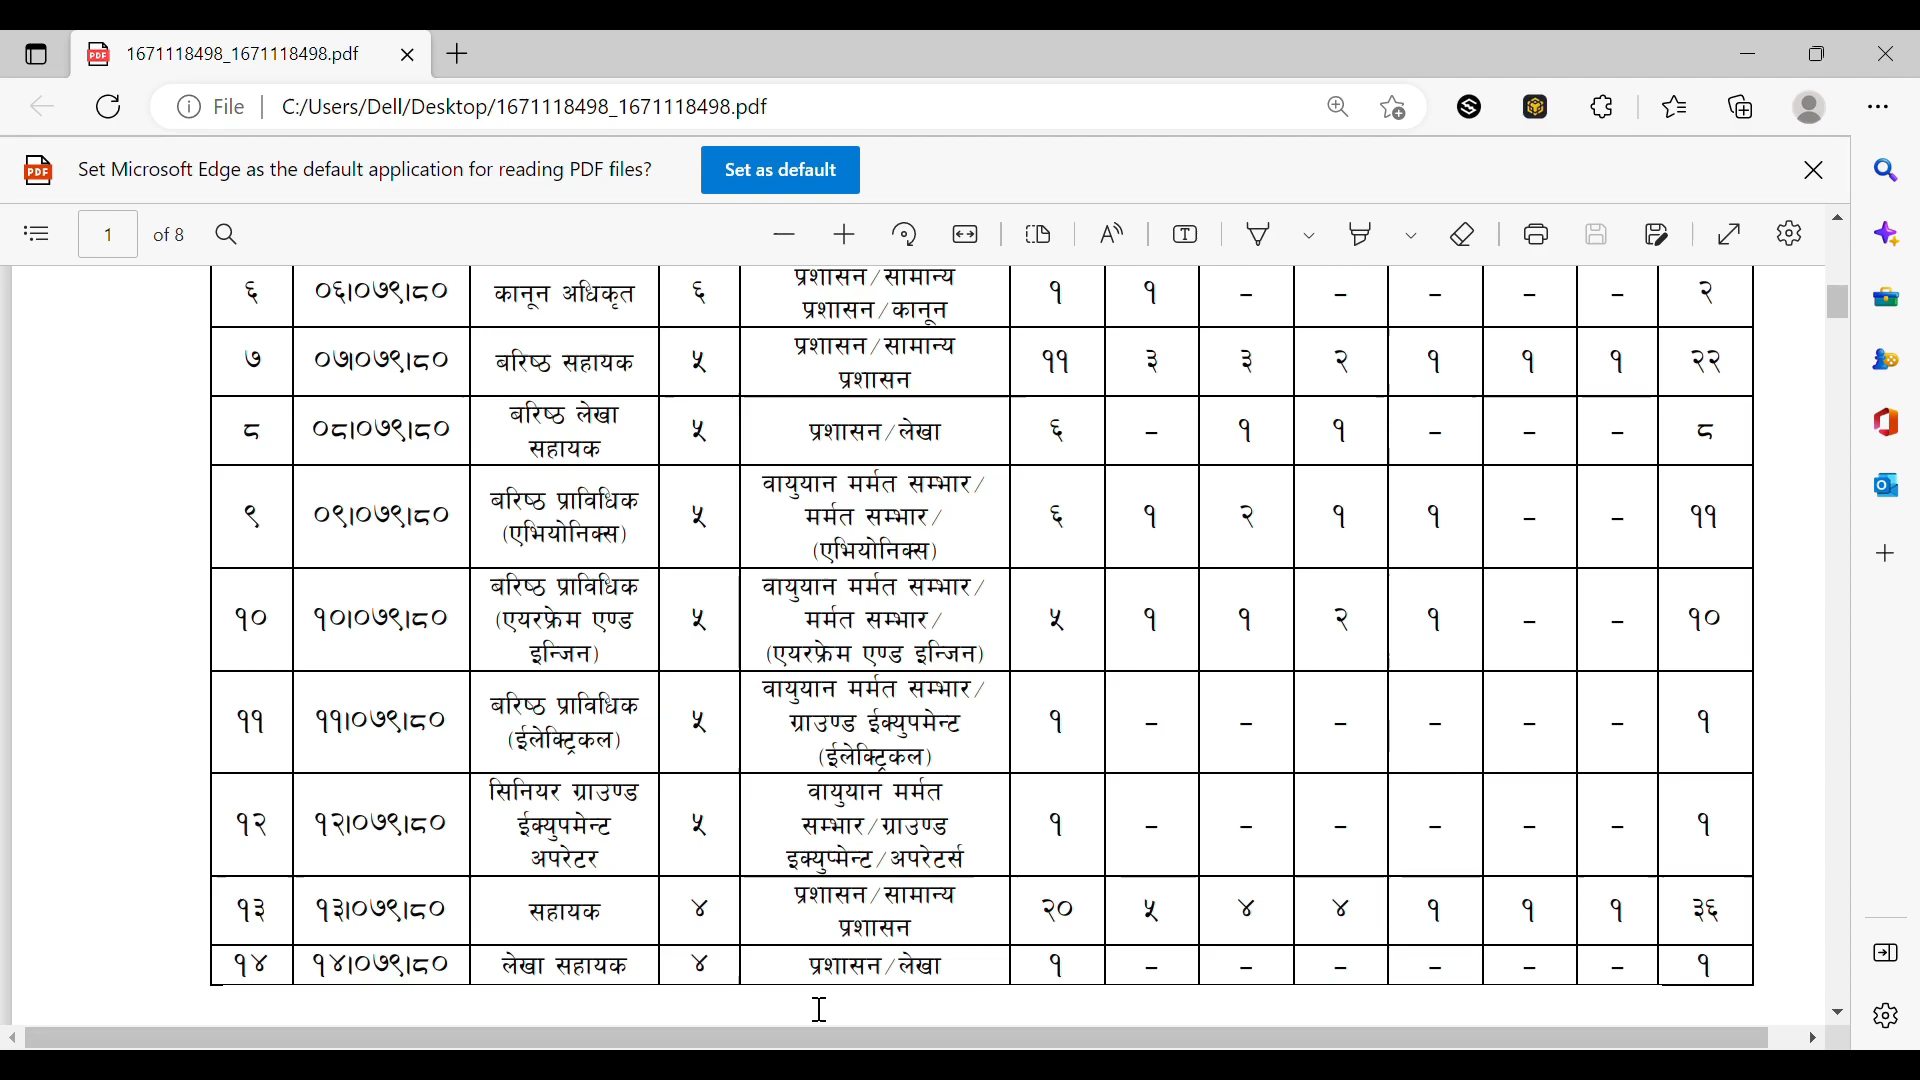 1671118498_1671118498.pdf
File
C:/Users/Dell/Desktop/1671118498_1671118498.pdf
Set Microsoft Edge as the default application for reading PDF files?
Set as default
1 of 8
६ ०६।०७९।८० कानून अधिकृत ६ प्रशासन/सामान्य
प्रशासन/कानून १ १ - - - - - २
७ ०७।०७९।८० बरिष्ठ सहायक ५ प्रशासन/सामान्य
प्रशासन ११ ३ ३ २ १ १ १ २२
८ ०८।०७९।८० बरिष्ठ लेखा
सहायक ५ प्रशासन/लेखा ६ - १ १ - - - ८
९ ०९।०७९।८० बरिष्ठ प्राविधिक
(एभियोनिक्स) ५ वायुयान मर्मत सम्भार/
मर्मत सम्भार/
(एभियोनिक्स) ६ १ २ १ १ - - ११
१० १०।०७९।८० बरिष्ठ प्राविधिक
(एयरफ्रेम एण्ड
इन्जिन) ५ वायुयान मर्मत सम्भार/
मर्मत सम्भार/
(एयरफ्रेम एण्ड इन्जिन) ५ १ १ २ १ - - १०
११ ११।०७९।८० बरिष्ठ प्राविधिक
(ईलेक्ट्रिकल) ५ वायुयान मर्मत सम्भार/
ग्राउण्ड ईक्युपमेन्ट
(ईलेक्ट्रिकल) १ - - - - - - १
१२ १२।०७९।८० सिनियर ग्राउण्ड
ईक्युपमेन्ट
अपरेटर ५ वायुयान मर्मत
सम्भार/ग्राउण्ड
इक्युप्मेन्ट/अपरेटर्स १ - - - - - - १
१३ १३।०७९।८० सहायक ४ प्रशासन/सामान्य
प्रशासन २० ५ ४ ४ १ १ १ ३६
१४ १४।०७९।८० लेखा सहायक ४ प्रशासन/लेखा १ - - - - - - १